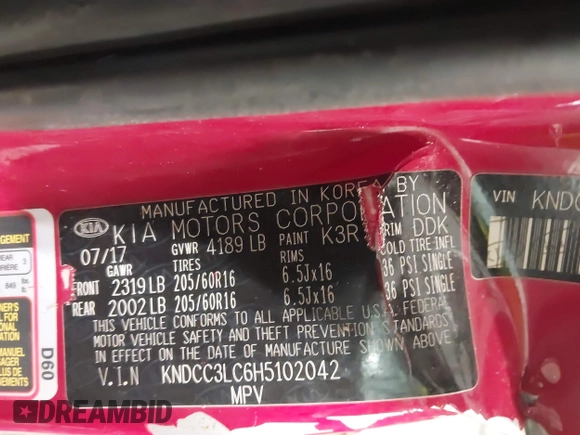 MANUFACTURED IN KOREA BY
KIA KIA MOTORS CORPORATION
07/17 GVWR 4189 LB PAINT K3R TRIM DDK
GAWR TIRES RIMS COLD TIRE INFL
FRONT 2319 LB 205/60R16 6.5Jx16 36 PSI SINGLE
REAR 2002 LB 205/60R16 6.5Jx16 36 PSI SINGLE
THIS VEHICLE CONFORMS TO ALL APPLICABLE U.S.A. FEDERAL
MOTOR VEHICLE SAFETY AND THEFT PREVENTION STANDARDS
IN EFFECT ON THE DATE OF MANUFACTURE SHOWN ABOVE.
V.I.N KNDCC3LC6H5102042
MPV
VIN KNDC
D60
DREAMBID